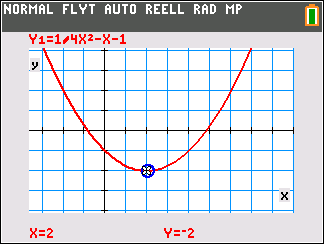 NORMAL FLYT AUTO REELL RAD MP
Y1=1/4X²-X-1
y
x
X=2 Y=-2